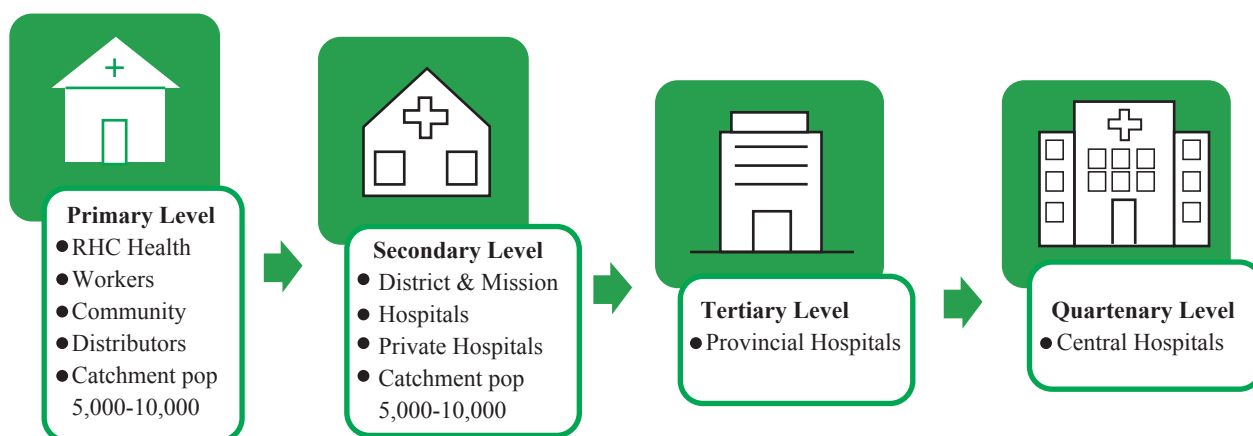 Primary Level
● RHC Health
● Workers
● Community
● Distributors
● Catchment pop
5,000-10,000
Secondary Level
● District & Mission
● Hospitals
● Private Hospitals
● Catchment pop
5,000-10,000
Tertiary Level
● Provincial Hospitals
Quartenary Level
● Central Hospitals